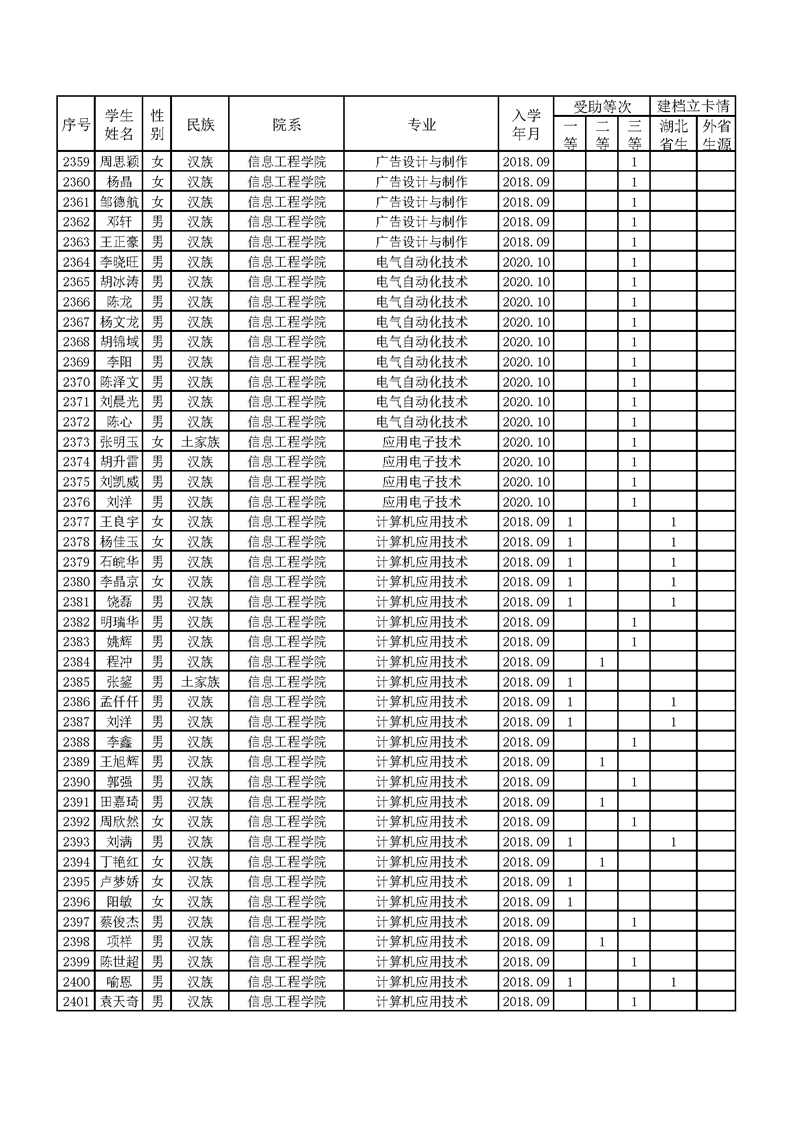 序号 学生姓名 性别 民族 院系 专业 入学年月 受助等次 建档立卡情
一等 二等 三等 湖北省生 外省生源
2359 周思颖 女 汉族 信息工程学院 广告设计与制作 2018.09 1
2360 杨晶 女 汉族 信息工程学院 广告设计与制作 2018.09 1
2361 邹德航 女 汉族 信息工程学院 广告设计与制作 2018.09 1
2362 邓轩 男 汉族 信息工程学院 广告设计与制作 2018.09 1
2363 王正豪 男 汉族 信息工程学院 广告设计与制作 2018.09 1
2364 李晓旺 男 汉族 信息工程学院 电气自动化技术 2020.10 1
2365 胡冰涛 男 汉族 信息工程学院 电气自动化技术 2020.10 1
2366 陈龙 男 汉族 信息工程学院 电气自动化技术 2020.10 1
2367 杨文龙 男 汉族 信息工程学院 电气自动化技术 2020.10 1
2368 胡锦域 男 汉族 信息工程学院 电气自动化技术 2020.10 1
2369 李阳 男 汉族 信息工程学院 电气自动化技术 2020.10 1
2370 陈泽文 男 汉族 信息工程学院 电气自动化技术 2020.10 1
2371 刘晨光 男 汉族 信息工程学院 电气自动化技术 2020.10 1
2372 陈心 男 汉族 信息工程学院 电气自动化技术 2020.10 1
2373 张明玉 女 土家族 信息工程学院 应用电子技术 2020.10 1
2374 胡升雷 男 汉族 信息工程学院 应用电子技术 2020.10 1
2375 刘凯威 男 汉族 信息工程学院 应用电子技术 2020.10 1
2376 刘洋 男 汉族 信息工程学院 应用电子技术 2020.10 1
2377 王良宇 女 汉族 信息工程学院 计算机应用技术 2018.09 1 1
2378 杨佳玉 女 汉族 信息工程学院 计算机应用技术 2018.09 1 1
2379 石皖华 男 汉族 信息工程学院 计算机应用技术 2018.09 1 1
2380 李晶京 女 汉族 信息工程学院 计算机应用技术 2018.09 1 1
2381 饶磊 男 汉族 信息工程学院 计算机应用技术 2018.09 1 1
2382 明瑞华 男 汉族 信息工程学院 计算机应用技术 2018.09 1
2383 姚辉 男 汉族 信息工程学院 计算机应用技术 2018.09 1
2384 程冲 男 汉族 信息工程学院 计算机应用技术 2018.09 1
2385 张鋆 男 土家族 信息工程学院 计算机应用技术 2018.09 1
2386 孟仟仟 男 汉族 信息工程学院 计算机应用技术 2018.09 1 1
2387 刘洋 男 汉族 信息工程学院 计算机应用技术 2018.09 1 1
2388 李鑫 男 汉族 信息工程学院 计算机应用技术 2018.09 1
2389 王旭辉 男 汉族 信息工程学院 计算机应用技术 2018.09 1
2390 郭强 男 汉族 信息工程学院 计算机应用技术 2018.09 1
2391 田嘉琦 男 汉族 信息工程学院 计算机应用技术 2018.09 1
2392 周欣然 女 汉族 信息工程学院 计算机应用技术 2018.09 1
2393 刘满 男 汉族 信息工程学院 计算机应用技术 2018.09 1 1
2394 丁艳红 女 汉族 信息工程学院 计算机应用技术 2018.09 1
2395 卢梦娇 女 汉族 信息工程学院 计算机应用技术 2018.09 1
2396 阳敏 女 汉族 信息工程学院 计算机应用技术 2018.09 1
2397 蔡俊杰 男 汉族 信息工程学院 计算机应用技术 2018.09 1
2398 项祥 男 汉族 信息工程学院 计算机应用技术 2018.09 1
2399 陈世超 男 汉族 信息工程学院 计算机应用技术 2018.09 1
2400 喻恩 男 汉族 信息工程学院 计算机应用技术 2018.09 1 1
2401 袁天奇 男 汉族 信息工程学院 计算机应用技术 2018.09 1